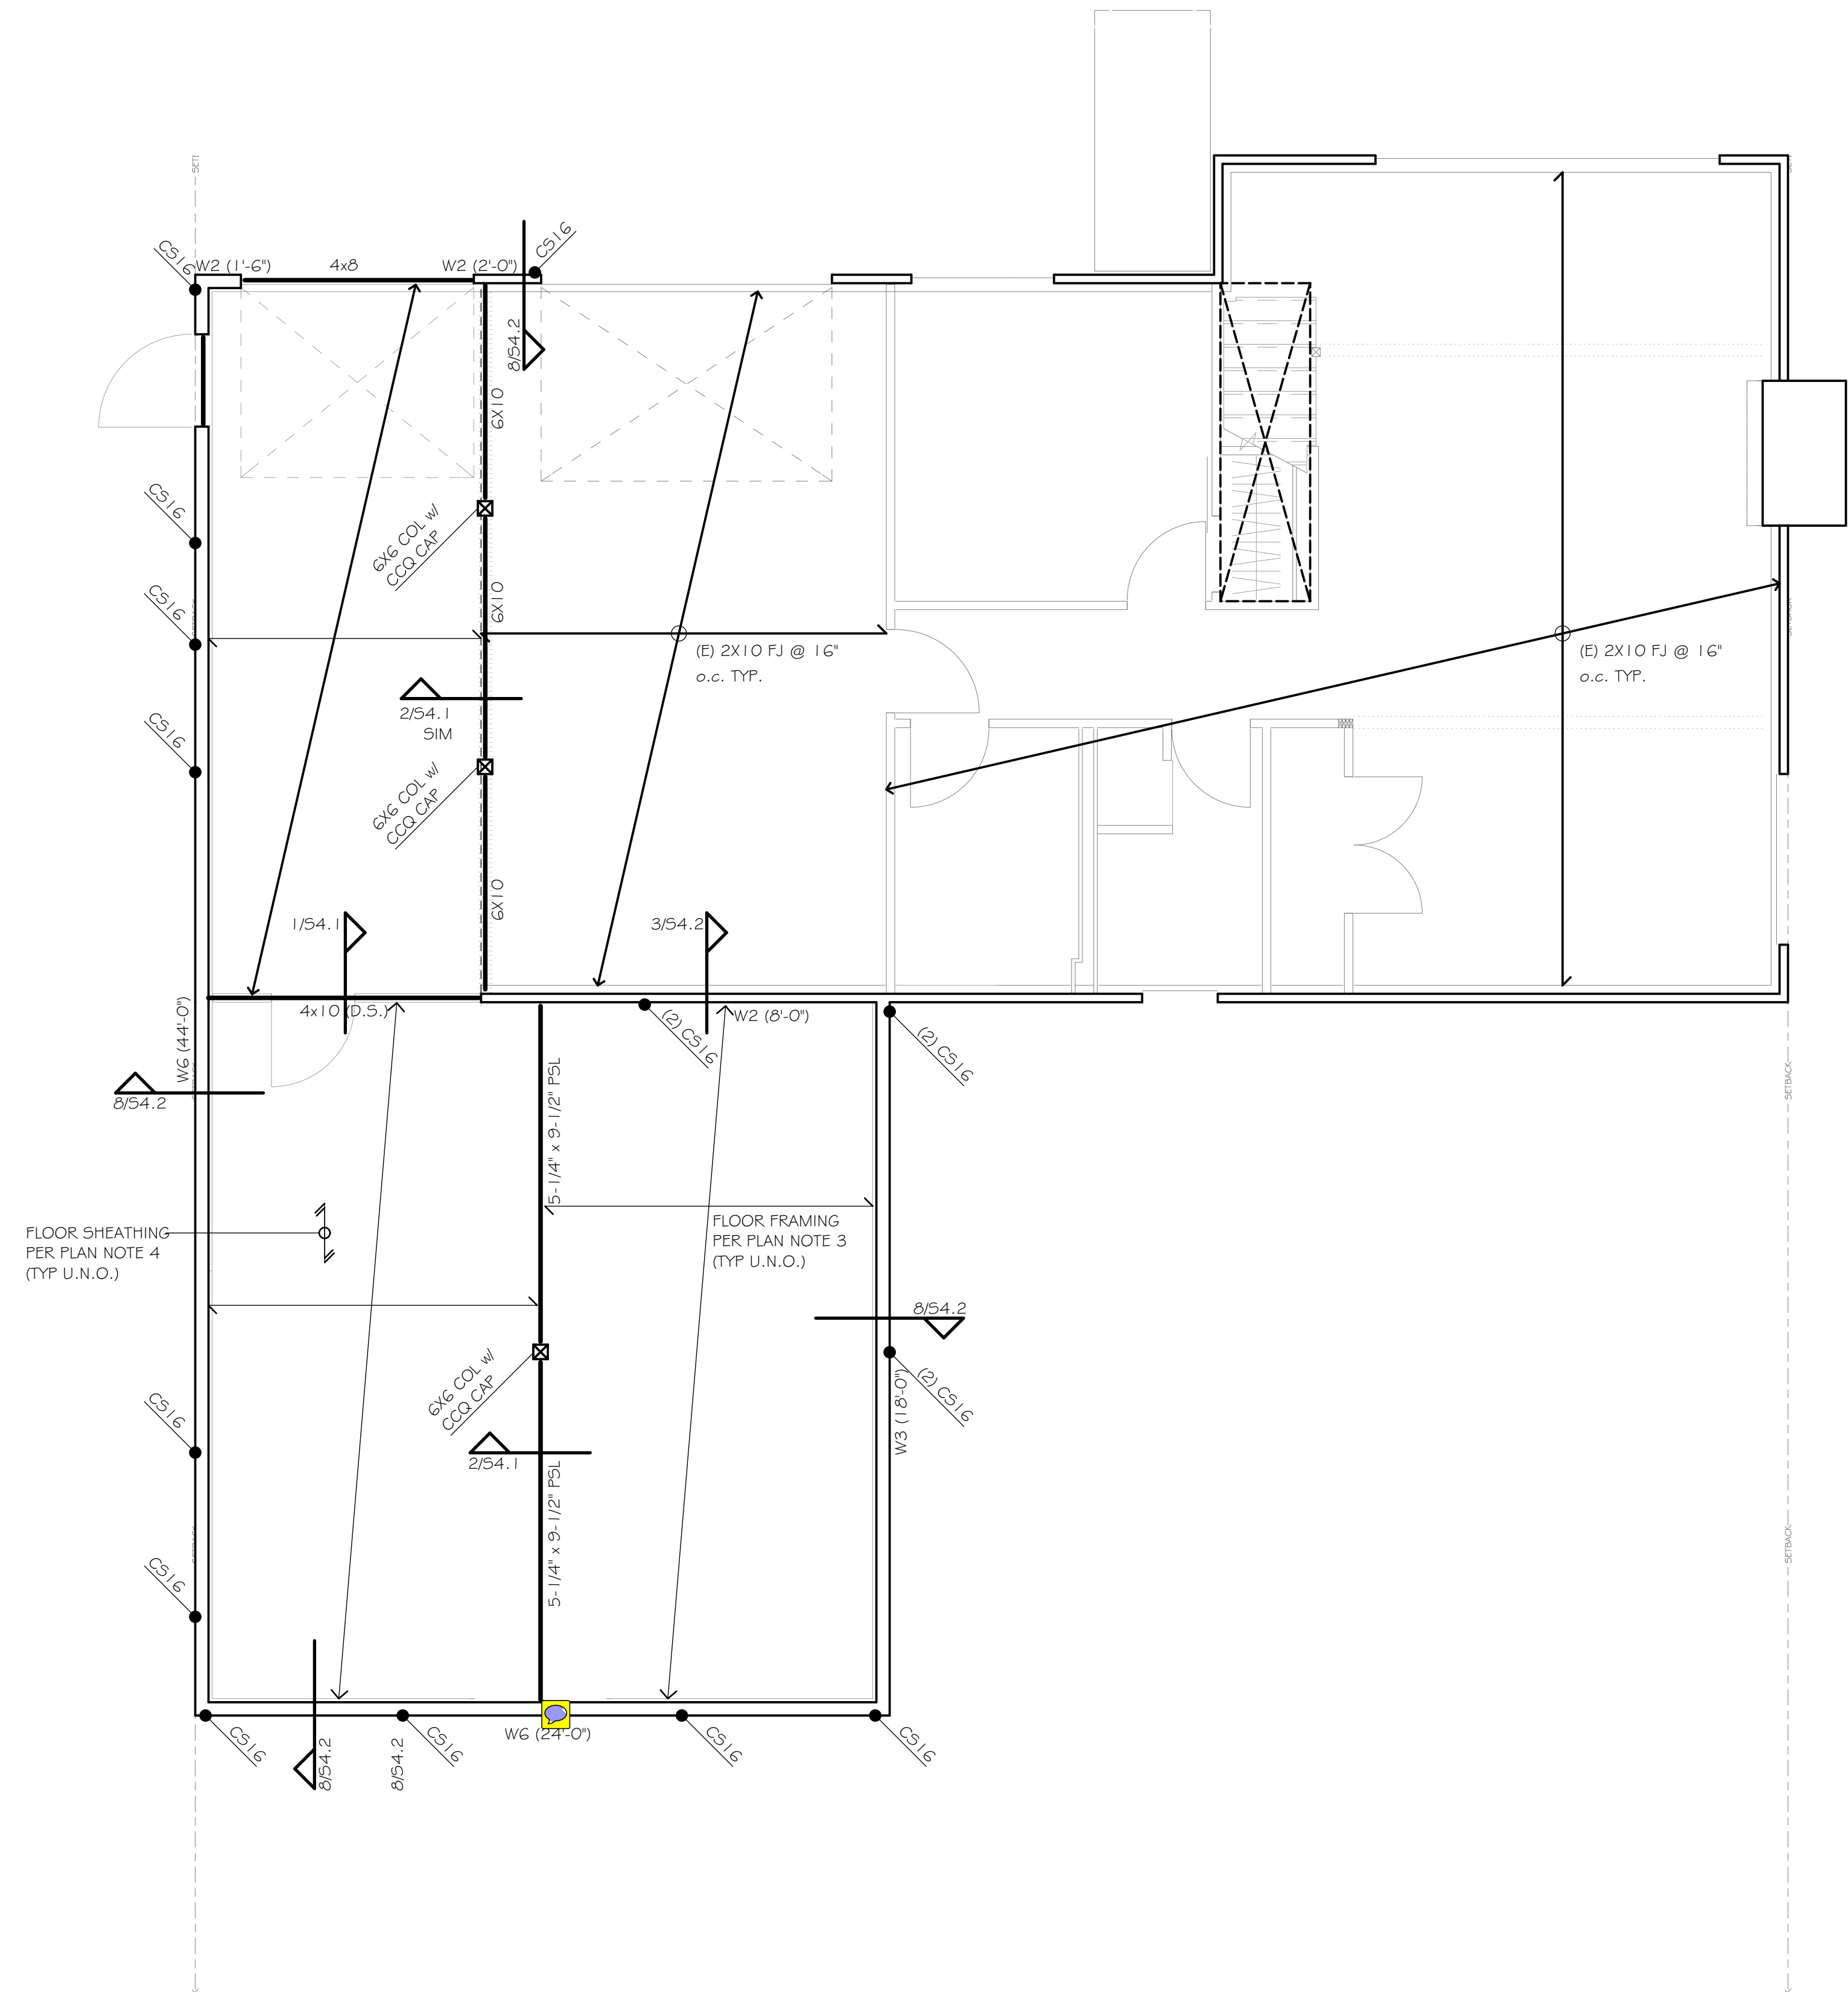 SETI
CS16
CS16
W2 (1'-6")
4x8
W2 (2'-0")
8/S4.2
6X10
CS16
6X6 COL w/
CCQ CAP
6X10
CS16
(E) 2X10 FJ @ 16"
o.c. TYP.
(E) 2X10 FJ @ 16"
o.c. TYP.
2/S4.1
SIM
CS16
6X6 COL w/
CCQ CAP
6X10
1/S4.1
3/S4.2
4x10 (D.S.)
W2 (8'-0")
(2) CS16
(2) CS16
W6 (44'-0")
8/S4.2
SETBACK
5-1/4" x 9-1/2" PSL
FLOOR SHEATHING
PER PLAN NOTE 4
(TYP U.N.O.)
FLOOR FRAMING
PER PLAN NOTE 3
(TYP U.N.O.)
8/S4.2
6X6 COL w/
CCQ CAP
(2) CS16
W3 (18'-0")
CS16
2/S4.1
5-1/4" x 9-1/2" PSL
SETBACK
CS16
CS16
8/S4.2
8/S4.2
CS16
W6 (24'-0")
CS16
CS16